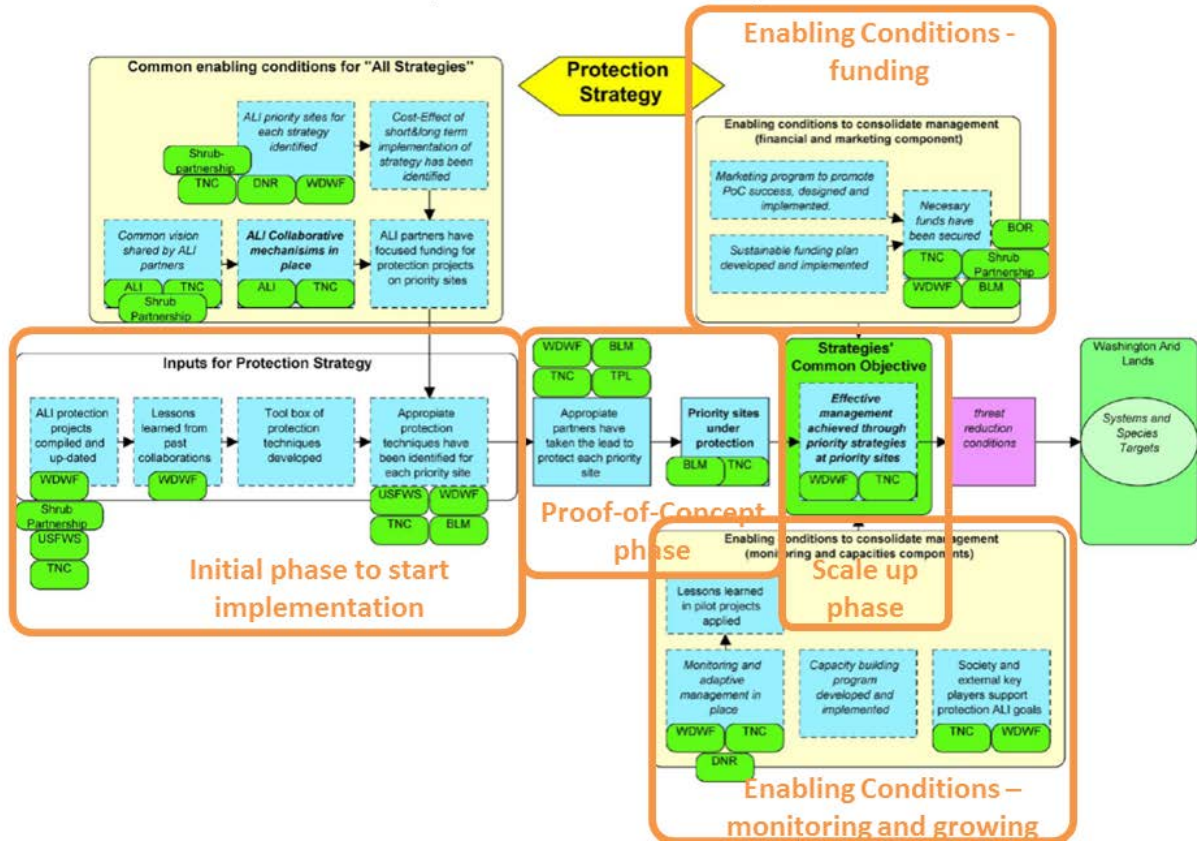 Common enabling conditions for "All Strategies"
ALI priority sites
for each strategy
identified
Cost-Effect of
short&long term
implementation of
strategy has been
identified
Shrub-
partnership
TNC
DNR
WDWF
Common vision
shared by ALI
partners
ALI Collaborative
mechanisims in
place
ALI partners have
focused funding for
protection projects
on priority sites
ALI
TNC
Shrub
Partnership
ALI
TNC
Protection
Strategy
Enabling Conditions -
funding
Enabling conditions to consolidate management
(financial and marketing component)
Marketing program to promote
PoC success, designed and
implemented.
Sustainable funding plan
developed and implemented
Necessary
funds have
been secured
BOR
TNC
Shrub
Partnership
WDWF
BLM
Inputs for Protection Strategy
ALI protection
projects
compiled and
up-dated
Lessons
learned from
past
collaborations
Tool box of
protection
techniques
developed
Appropiate
protection
techniques have
been identified for
each priority site
WDWF
Shrub
Partnership
USFWS
TNC
WDWF
USFWS
WDWF
TNC
BLM
Initial phase to start
implementation
WDWF
BLM
TNC
TPL
Appropiate
partners have
taken the lead to
protect each priority
site
Priority sites
under
protection
BLM
TNC
Proof-of-Concept
phase
Strategies'
Common Objective
Effective
management
achieved through
priority strategies
at priority sites
WDWF
TNC
Scale up
phase
threat
reduction
conditions
Washington Arid
Lands
Systems and
Species
Targets
Enabling conditions to consolidate management
(monitoring and capacities components)
Lessons learned
in pilot projects
applied
Monitoring and
adaptive
management in
place
Capacity building
program
developed and
implemented
Society and
external key
players support
protection ALI goals
WDWF
TNC
DNR
TNC
WDWF
Enabling Conditions –
monitoring and growing